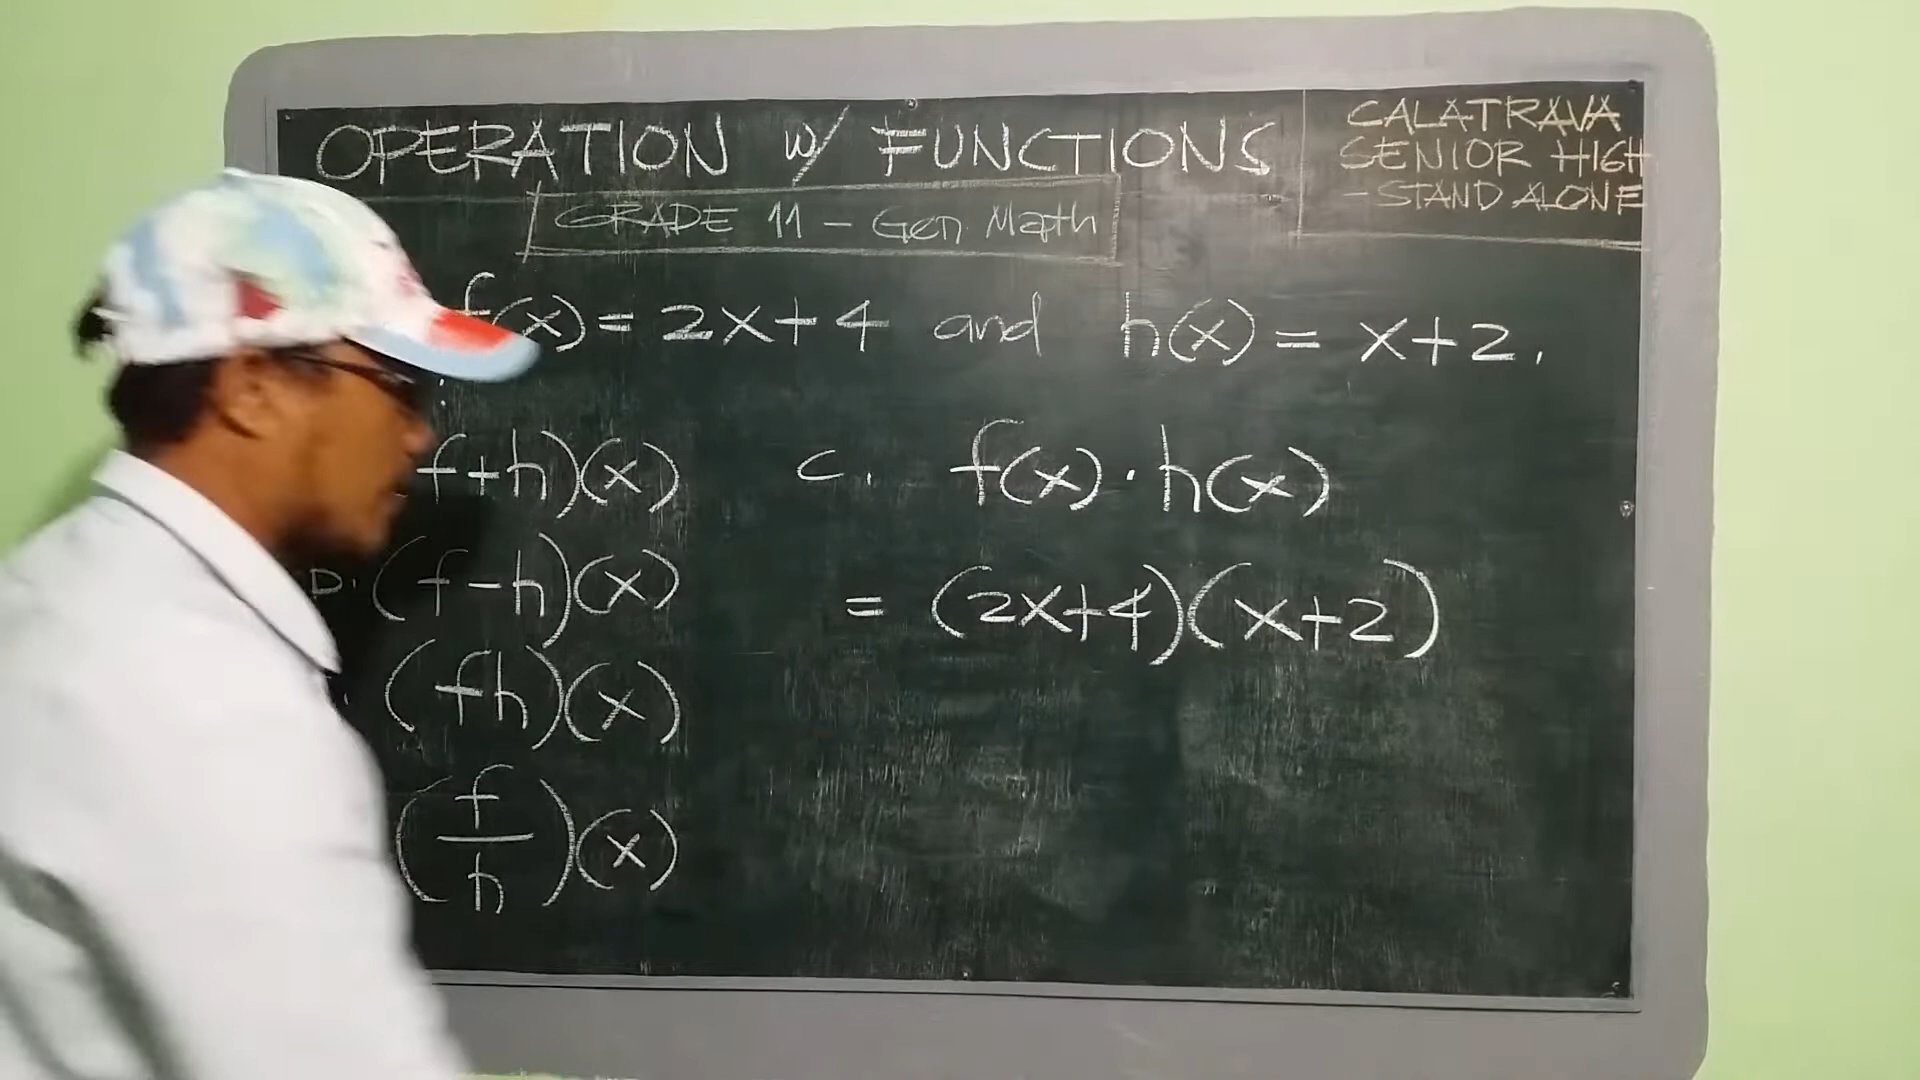 OPERATION w/ FUNCTIONS
GRADE 11 - Gen Math
CALATRAVA
SENIOR HIGH
- STAND ALONE
f(x) = 2x+4 and h(x) = x+2.
:
f+h)(x)
b. (f-h)(x)
. (fh)(x)
(f/h)(x)
c. f(x) · h(x)
= (2x+4)(x+2)